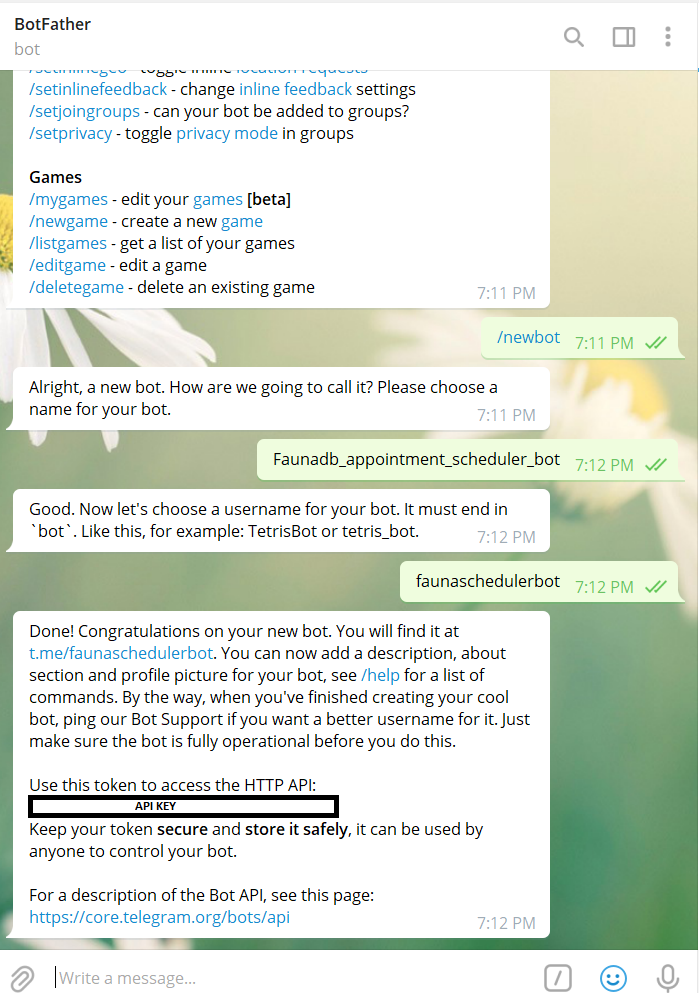 BotFather
bot
/setinlinegeo - toggle inline location requests
/setinlinefeedback - change inline feedback settings
/setjoingroups - can your bot be added to groups?
/setprivacy - toggle privacy mode in groups
Games
/mygames - edit your games [beta]
/newgame - create a new game
/listgames - get a list of your games
/editgame - edit a game
/deletegame - delete an existing game
7:11 PM
/newbot 7:11 PM
Alright, a new bot. How are we going to call it? Please choose a
name for your bot.
7:11 PM
Faunadb_appointment_scheduler_bot 7:12 PM
Good. Now let's choose a username for your bot. It must end in
`bot`. Like this, for example: TetrisBot or tetris_bot.
7:12 PM
faunaschedulerbot 7:12 PM
Done! Congratulations on your new bot. You will find it at
t.me/faunaschedulerbot. You can now add a description, about
section and profile picture for your bot, see /help for a list of
commands. By the way, when you've finished creating your cool
bot, ping our Bot Support if you want a better username for it. Just
make sure the bot is fully operational before you do this.
Use this token to access the HTTP API:
API KEY
Keep your token secure and store it safely, it can be used by
anyone to control your bot.
For a description of the Bot API, see this page:
https://core.telegram.org/bots/api
7:12 PM
Write a message...